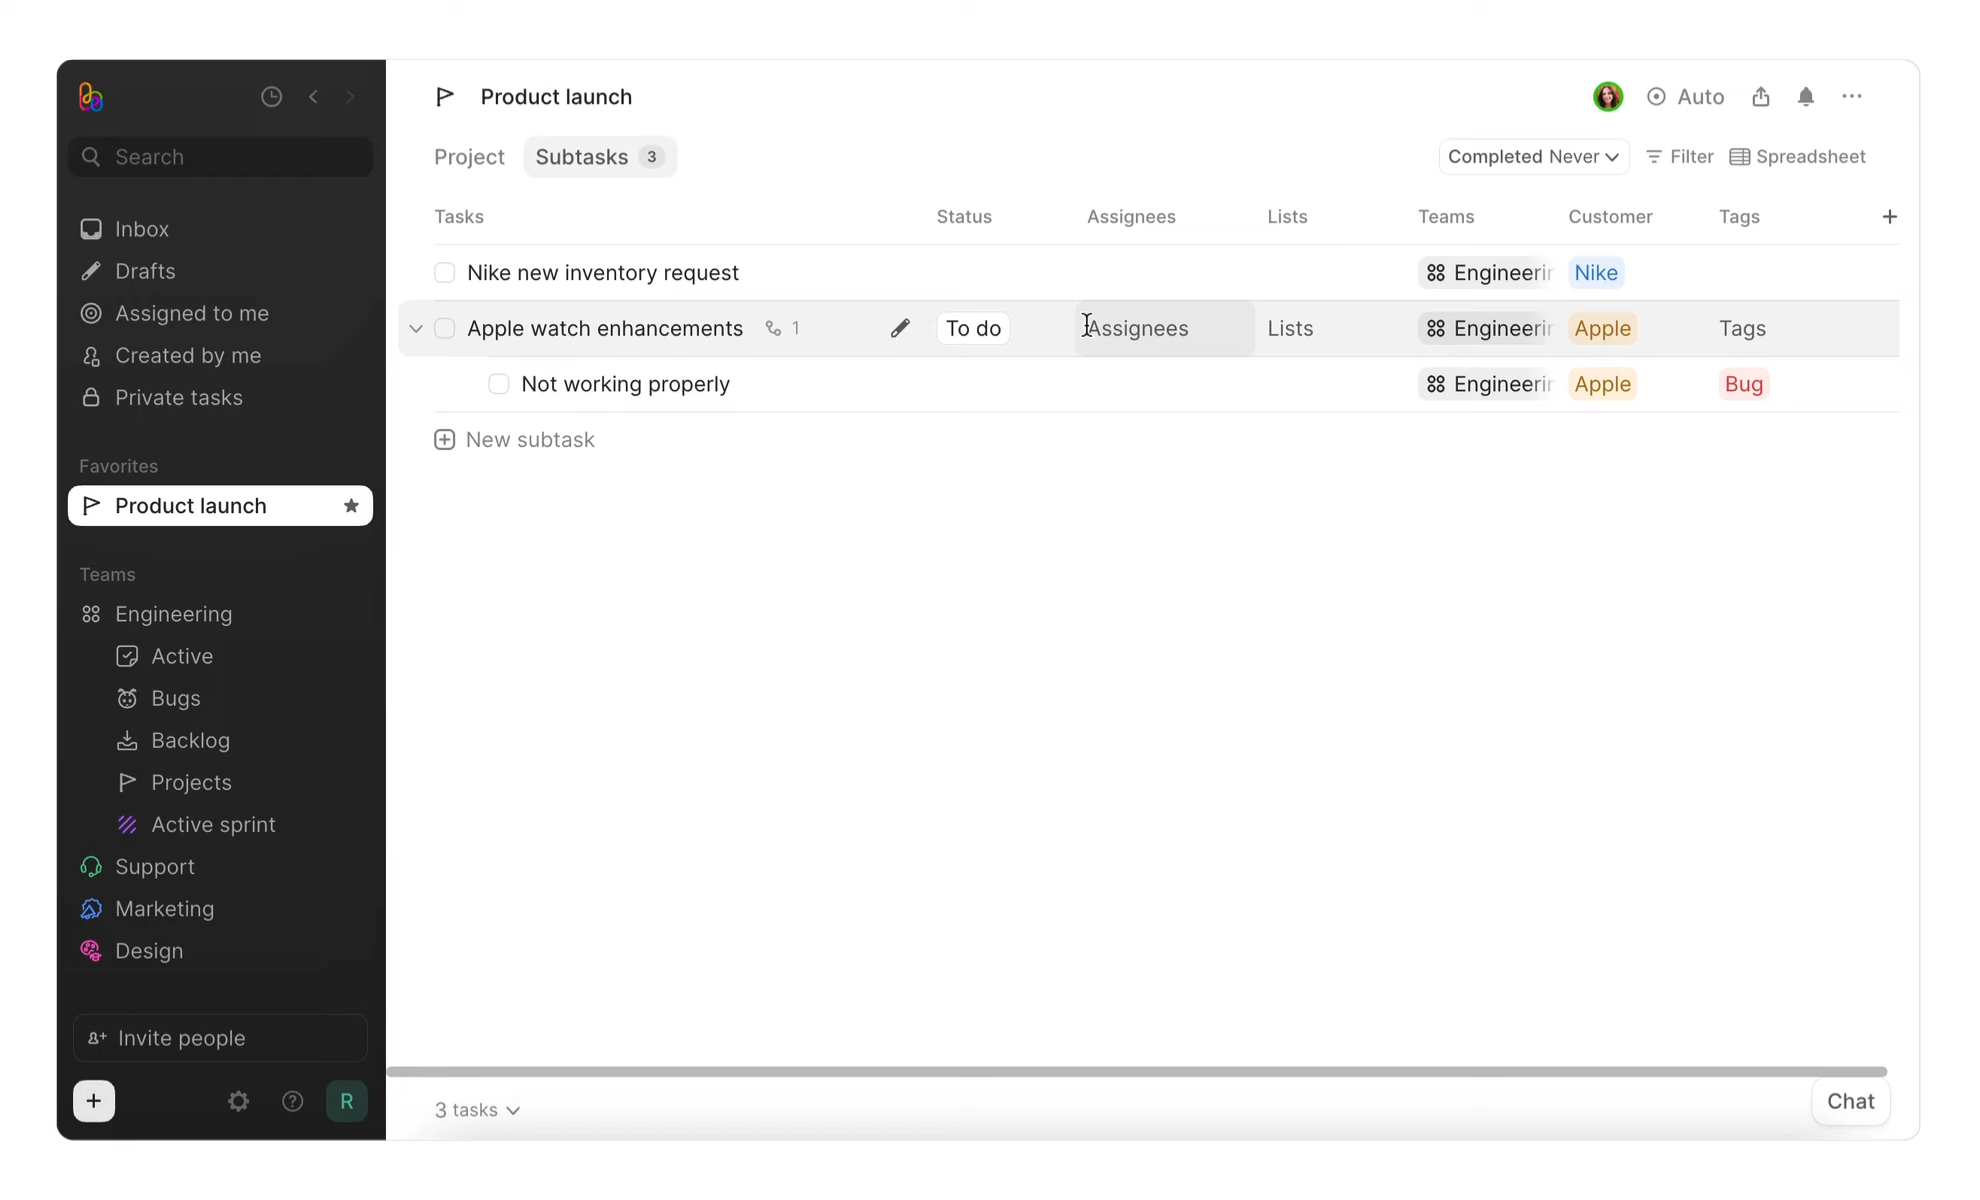 Product launch
Auto
Search
Project
Subtasks 3
Completed Never
Filter
Spreadsheet
Tasks Status Assignees Lists Teams Customer Tags
Inbox
Drafts
Assigned to me
Created by me
Private tasks
Nike new inventory request Nike
Apple watch enhancements 1 To do Assignees Lists Apple Tags
Not working properly Apple Bug
New subtask
Favorites
Product launch
Teams
Engineering
Active
Bugs
Backlog
Projects
Active sprint
Support
Marketing
Design
Invite people
R
3 tasks
Chat